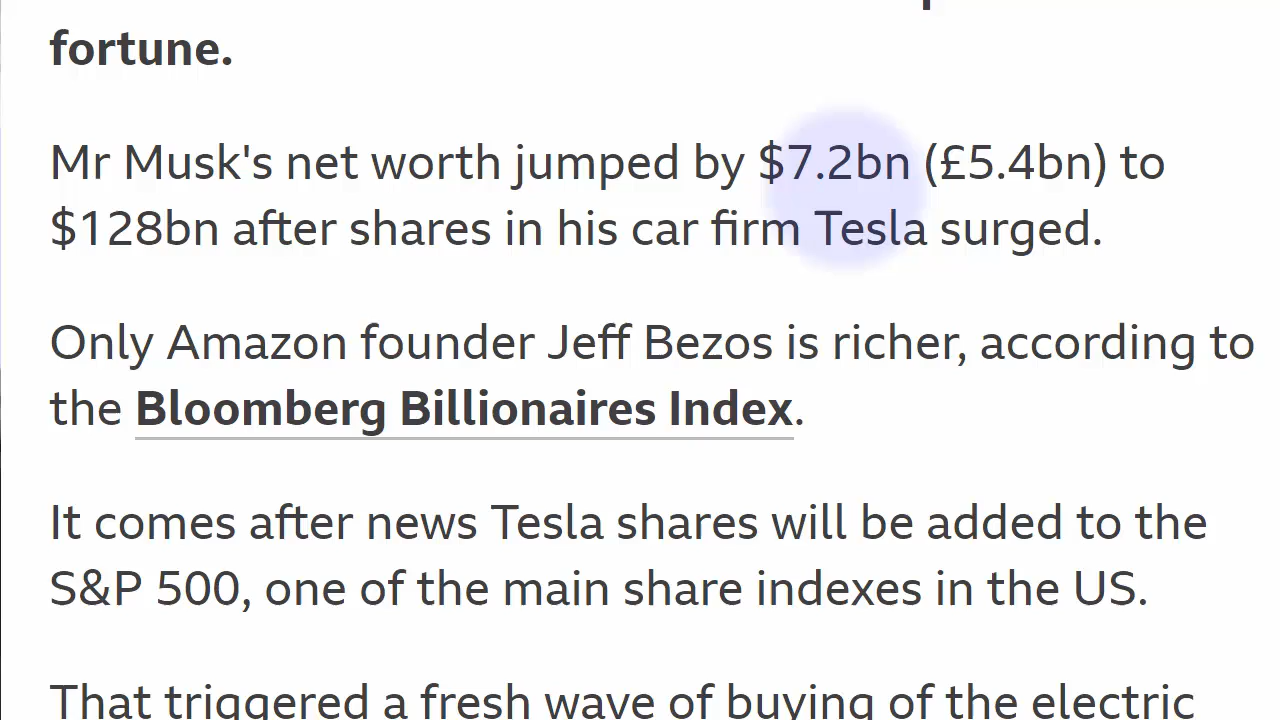 fortune.
Mr Musk's net worth jumped by $7.2bn (£5.4bn) to
$128bn after shares in his car firm Tesla surged.
Only Amazon founder Jeff Bezos is richer, according to
the Bloomberg Billionaires Index.
It comes after news Tesla shares will be added to the
S&P 500, one of the main share indexes in the US.
That triggered a fresh wave of buying of the electric